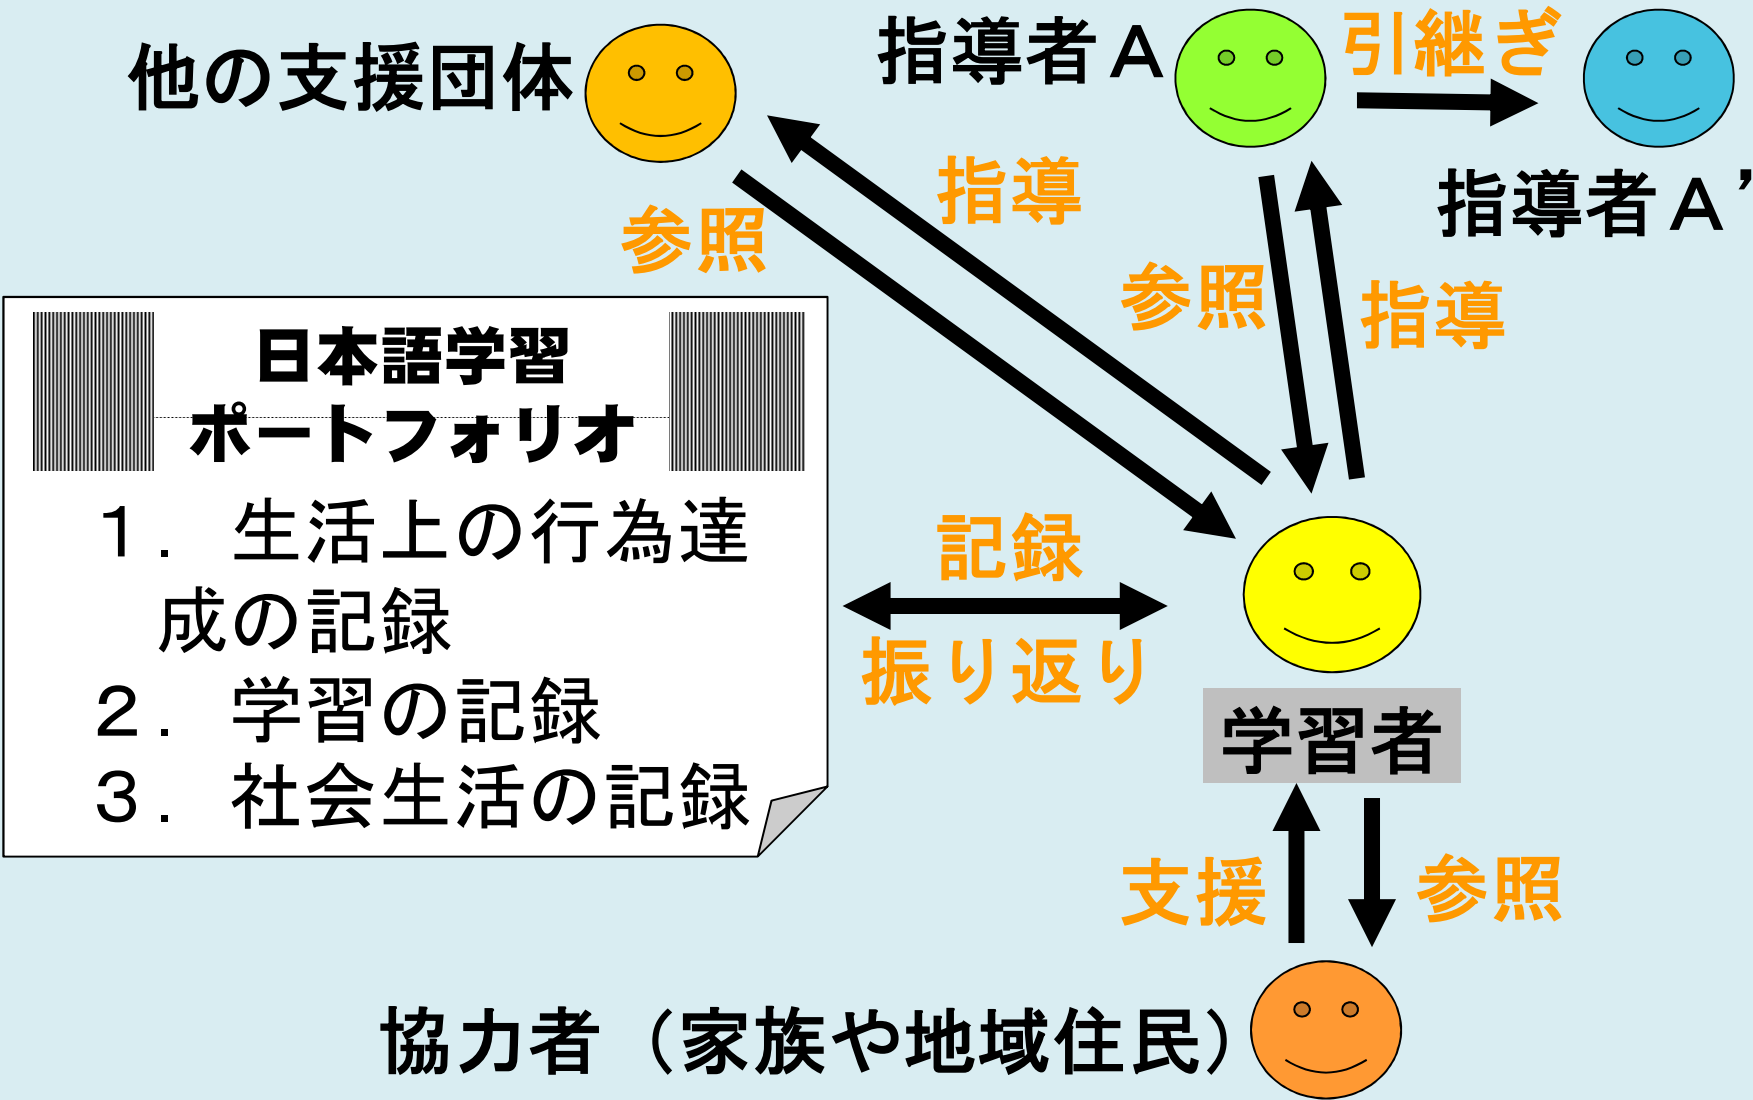 他の支援団体
指導者Ａ
引継ぎ
指導者Ａ’
参照
指導
参照
指導
日本語学習
ポートフォリオ
１．生活上の行為達
成の記録
２．学習の記録
３．社会生活の記録
記録
振り返り
学習者
支援
参照
協力者（家族や地域住民）